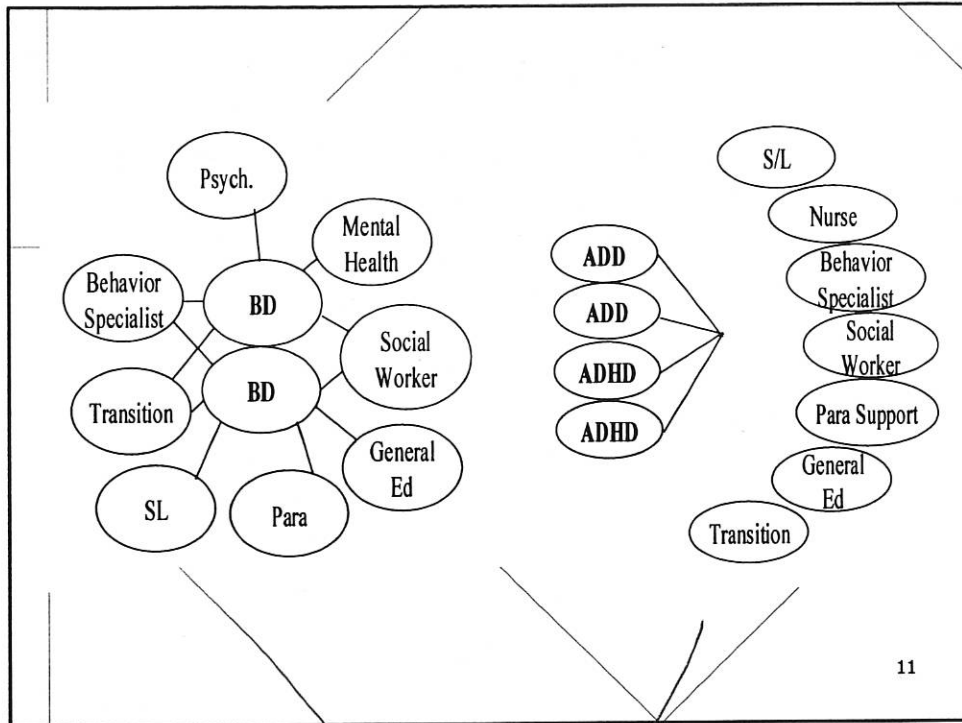 Psych.
Mental
Health
Behavior
Specialist
BD
Social
Worker
BD
Transition
General
Ed
SL
Para
S/L
Nurse
ADD
Behavior
Specialist
ADD
Social
Worker
ADHD
Para Support
ADHD
General
Ed
Transition
11